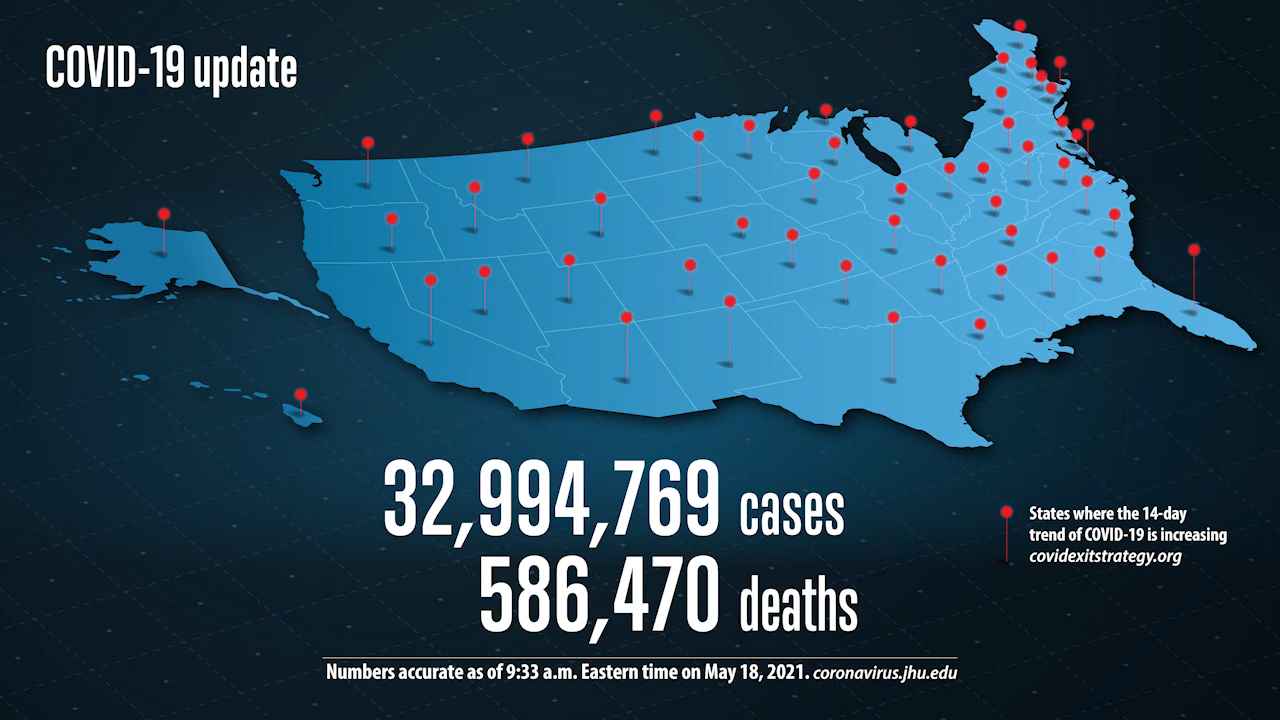 COVID-19 update
32,994,769 cases
586,470 deaths
States where the 14-day
trend of COVID-19 is increasing
covidexitstrategy.org
Numbers accurate as of 9:33 a.m. Eastern time on May 18, 2021. coronavirus.jhu.edu